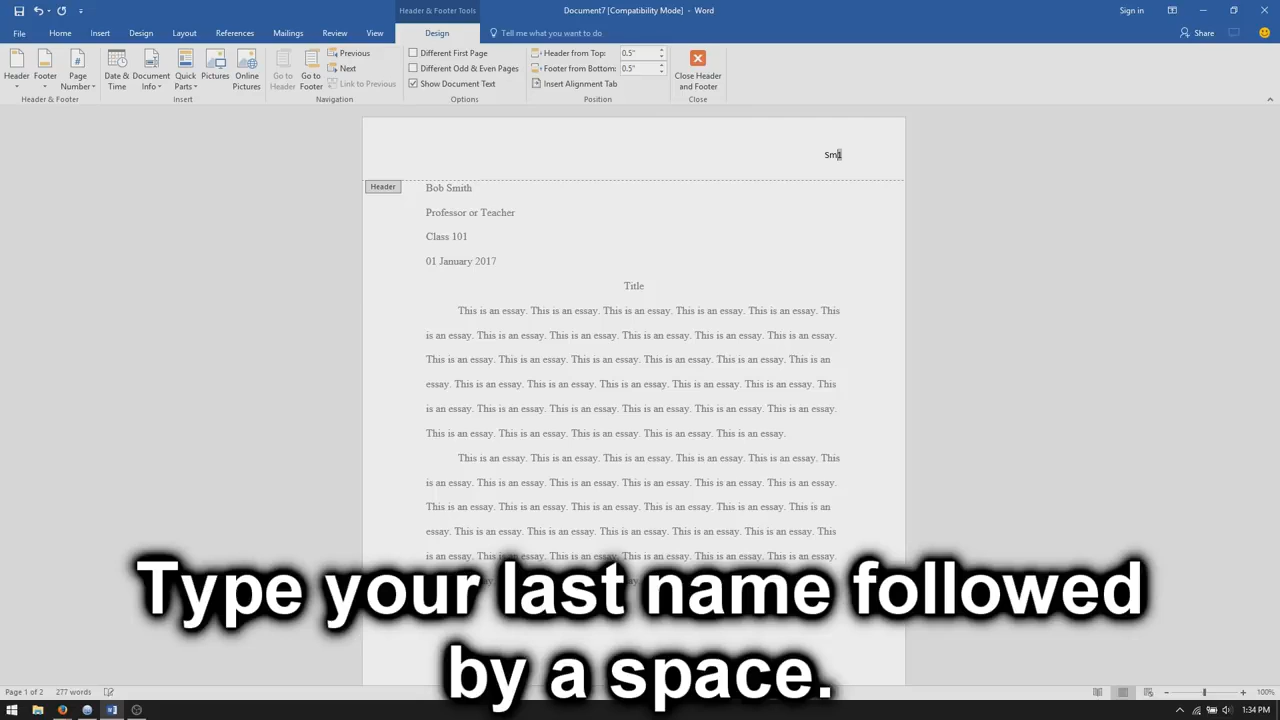 Header & Footer Tools
Document7 [Compatibility Mode] - Word
Sign in
File Home Insert Design Layout References Mailings Review View Design Tell me what you want to do
Share
Header
Footer
Page Number
Header & Footer
Date & Time
Document Info
Quick Parts
Pictures
Online Pictures
Insert
Go to Header
Go to Footer
Previous
Next
Link to Previous
Navigation
Different First Page
Different Odd & Even Pages
Show Document Text
Options
Header from Top: 0.5"
Footer from Bottom: 0.5"
Insert Alignment Tab
Position
Close Header and Footer
Close
Header
Bob Smith
Professor or Teacher
Class 101
01 January 2017
Title
This is an essay. This is an essay. This is an essay. This is an essay. This is an essay. This
is an essay. This is an essay. This is an essay. This is an essay. This is an essay. This is an essay.
This is an essay. This is an essay. This is an essay. This is an essay. This is an essay. This is an
essay. This is an essay. This is an essay. This is an essay. This is an essay. This is an essay. This
is an essay. This is an essay. This is an essay. This is an essay. This is an essay. This is an essay.
This is an essay. This is an essay. This is an essay. This is an essay. This is an essay.
This is an essay. This is an essay. This is an essay. This is an essay. This is an essay. This
is an essay. This is an essay. This is an essay. This is an essay. This is an essay. This is an essay.
This is an essay. This is an essay. This is an essay. This is an essay. This is an essay. This is an
essay. This is an essay. This is an essay. This is an essay. This is an essay. This is an essay. This
is an essay. This is an essay. This is an essay. This is an essay. This is an essay. This is an essay.
Type your last name followed
by a space.
Page 1 of 2 277 words
100%
1:34 PM